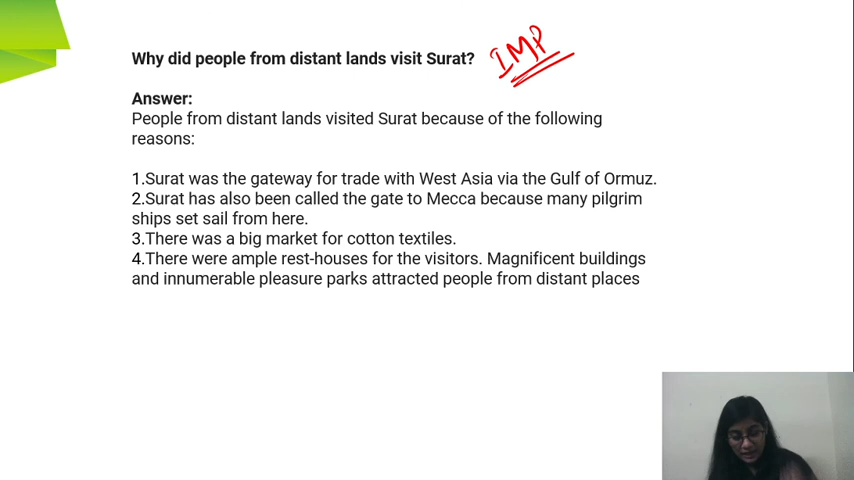 Why did people from distant lands visit Surat? IMP
Answer:
People from distant lands visited Surat because of the following
reasons:
1.Surat was the gateway for trade with West Asia via the Gulf of Ormuz.
2.Surat has also been called the gate to Mecca because many pilgrim
ships set sail from here.
3.There was a big market for cotton textiles.
4.There were ample rest-houses for the visitors. Magnificent buildings
and innumerable pleasure parks attracted people from distant places